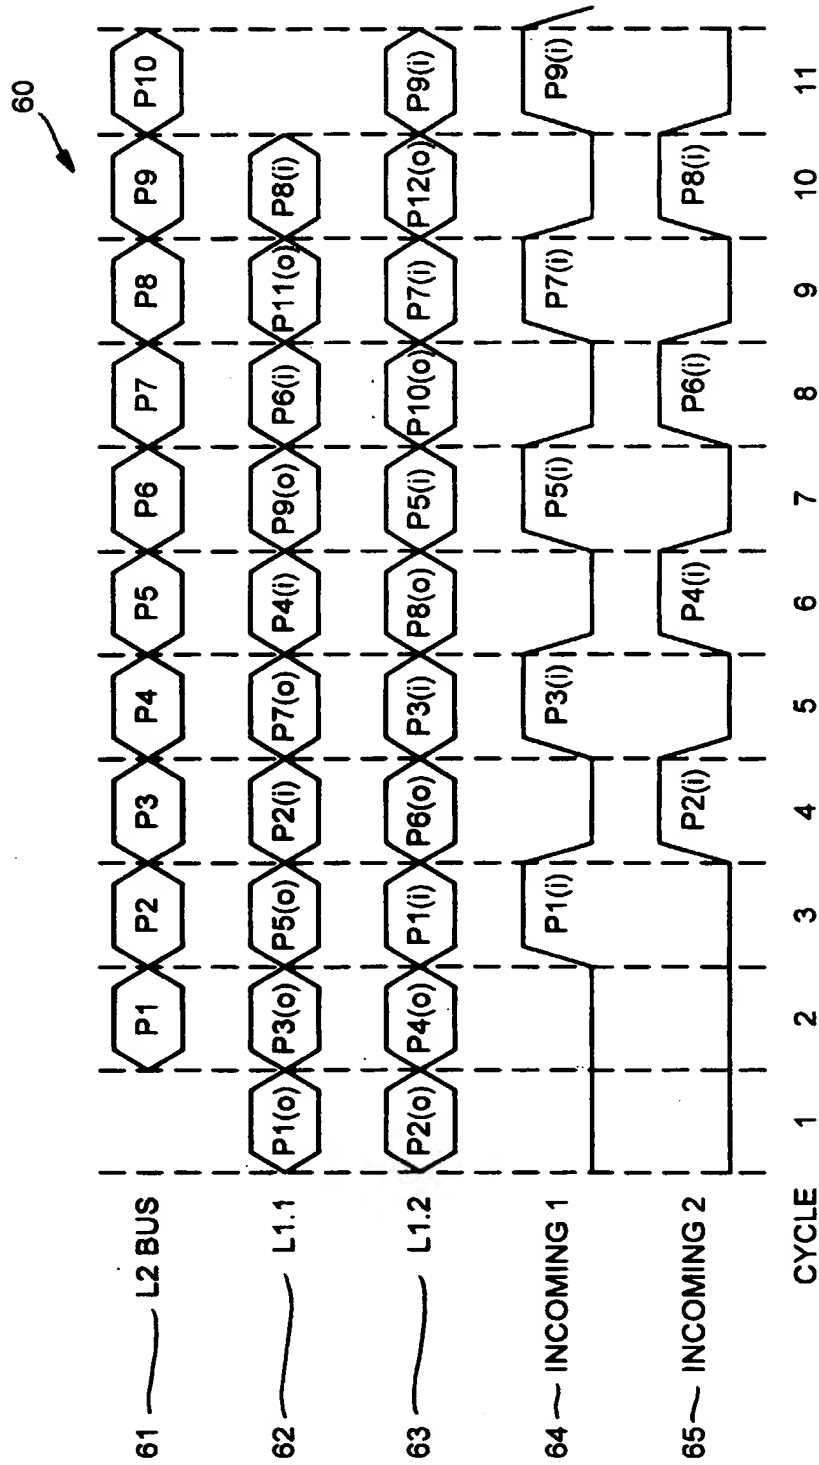 60
61 L2 BUS P1 P2 P3 P4 P5 P6 P7 P8 P9 P10
62 L1.1 P1(o) P3(o) P5(o) P2(i) P7(o) P4(i) P9(o) P6(i) P11(o) P8(i)
63 L1.2 P2(o) P4(o) P1(i) P6(o) P3(i) P8(o) P5(i) P10(o) P7(i) P12(o) P9(i)
64 INCOMING 1 P1(i) P3(i) P5(i) P7(i) P9(i)
65 INCOMING 2 P2(i) P4(i) P6(i) P8(i)
CYCLE 1 2 3 4 5 6 7 8 9 10 11